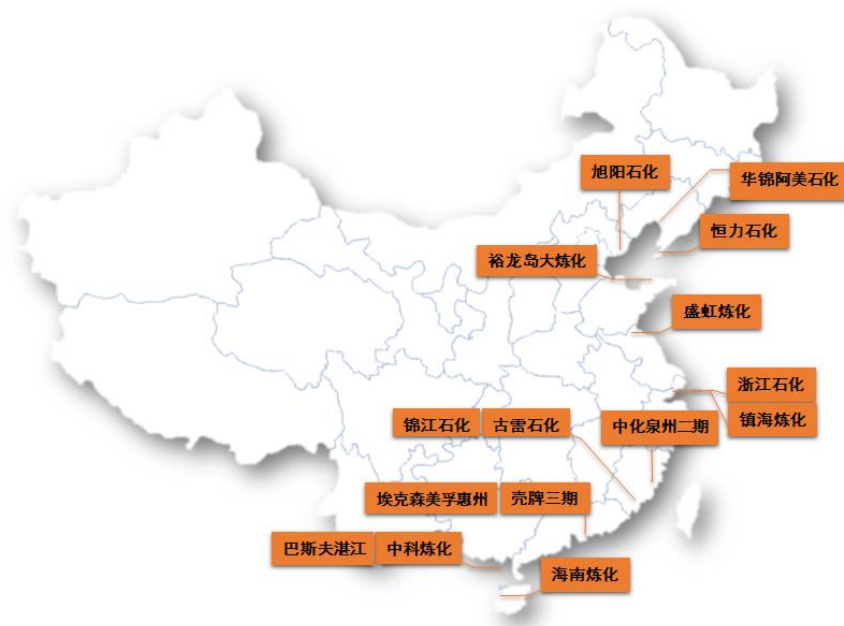 旭阳石化
华锦阿美石化
恒力石化
裕龙岛大炼化
盛虹炼化
浙江石化
锦江石化
古雷石化
中化泉州二期
镇海炼化
埃克森美孚惠州
壳牌三期
巴斯夫湛江
中科炼化
海南炼化